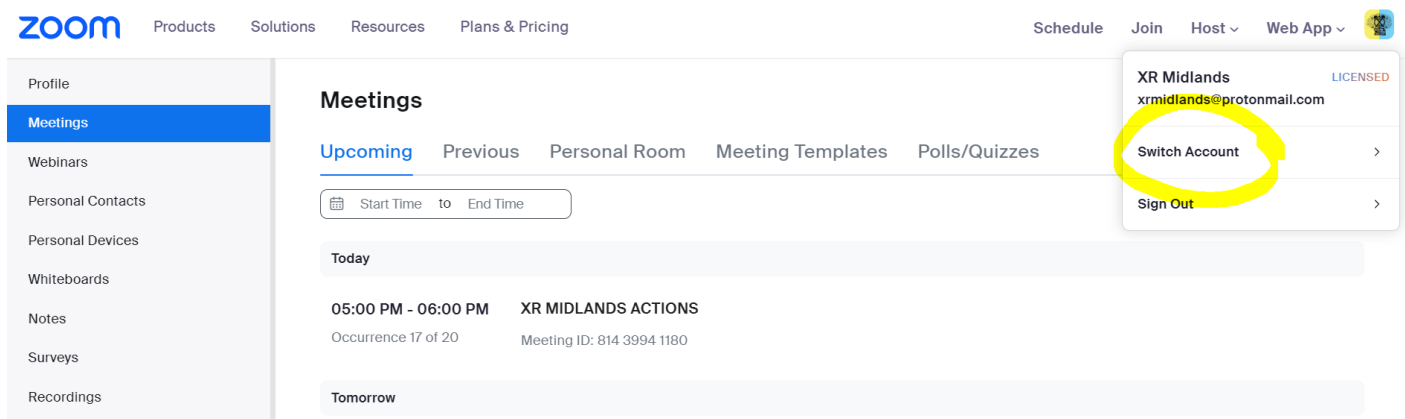 zoom Products Solutions Resources Plans & Pricing Schedule Join Host Web App
Profile
Meetings
Webinars
Personal Contacts
Personal Devices
Whiteboards
Notes
Surveys
Recordings
Meetings
Upcoming Previous Personal Room Meeting Templates Polls/Quizzes
Start Time to End Time
Today
05:00 PM - 06:00 PM XR MIDLANDS ACTIONS
Occurrence 17 of 20 Meeting ID: 814 3994 1180
Tomorrow
XR Midlands LICENSED
xrmidlands@protonmail.com
Switch Account
Sign Out